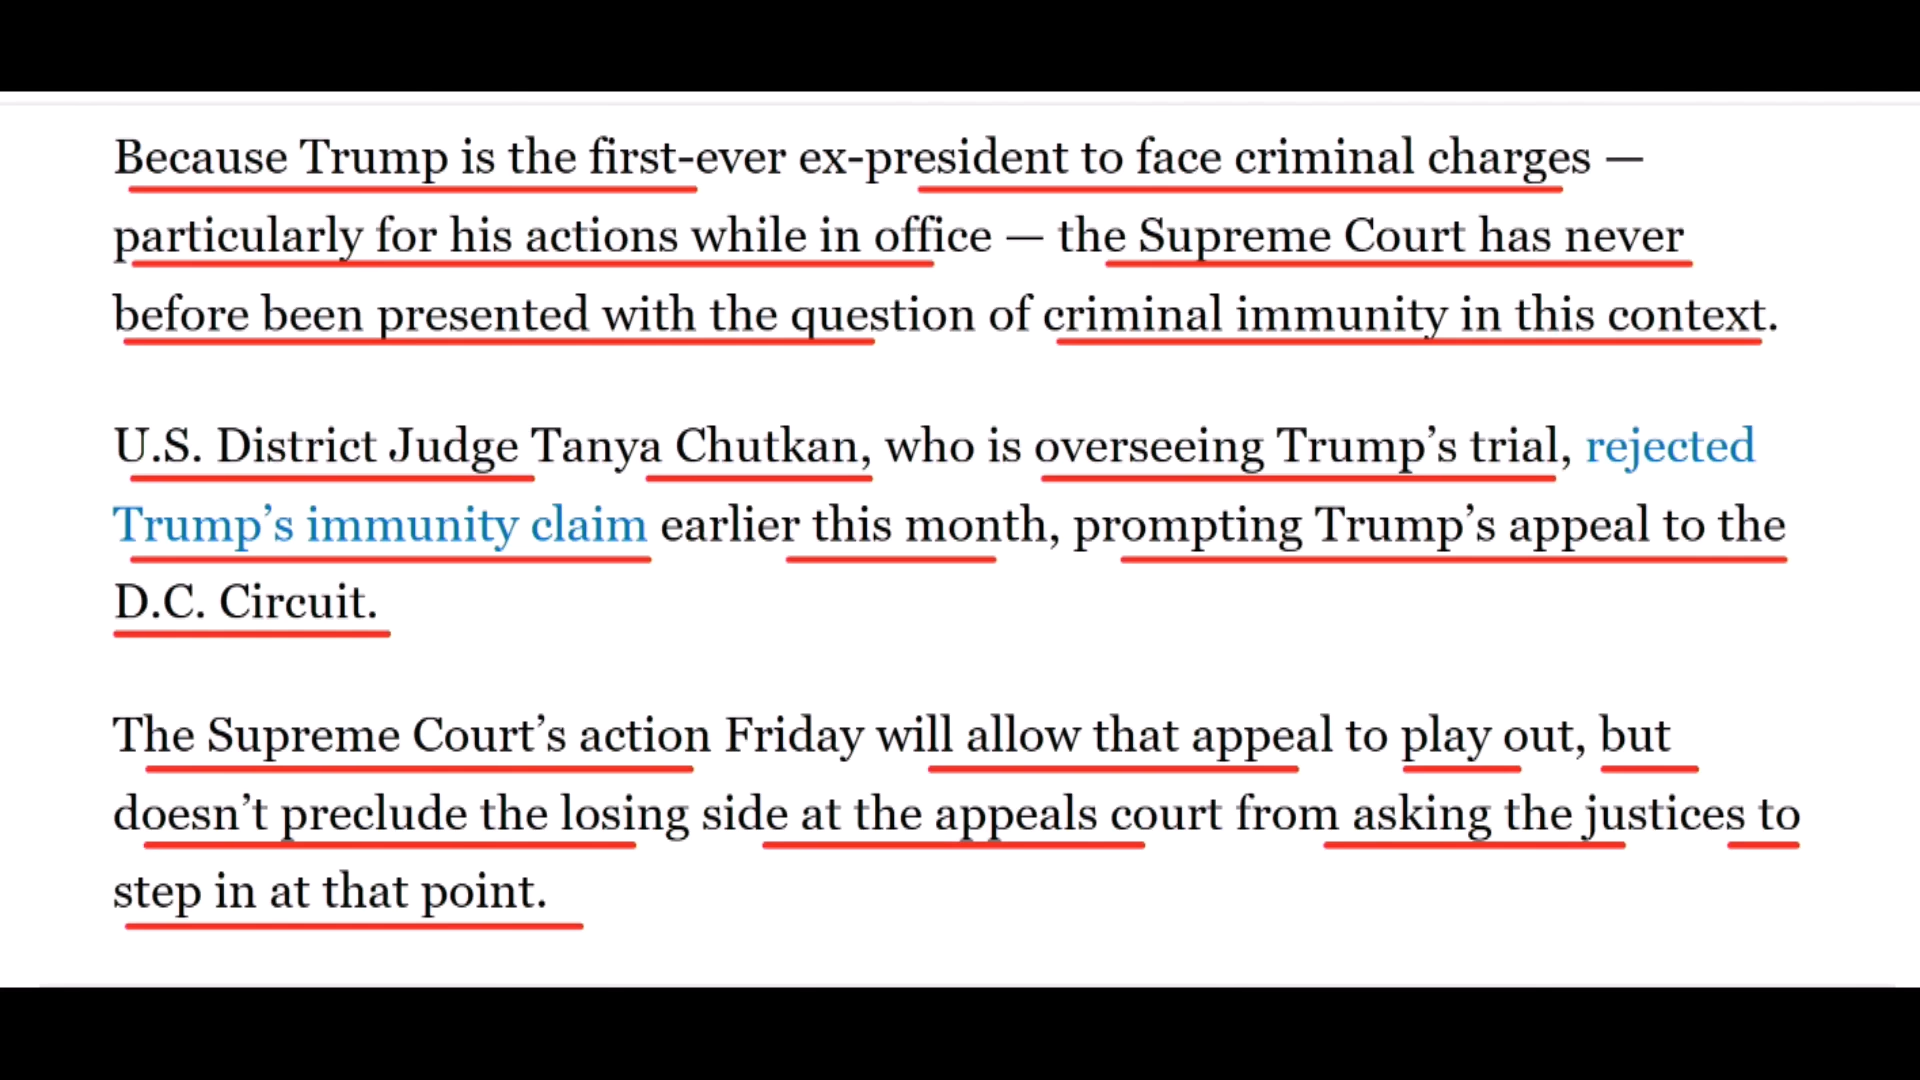 Because Trump is the first-ever ex-president to face criminal charges —
particularly for his actions while in office — the Supreme Court has never
before been presented with the question of criminal immunity in this context.
U.S. District Judge Tanya Chutkan, who is overseeing Trump’s trial, rejected
Trump’s immunity claim earlier this month, prompting Trump’s appeal to the
D.C. Circuit.
The Supreme Court’s action Friday will allow that appeal to play out, but
doesn’t preclude the losing side at the appeals court from asking the justices to
step in at that point.